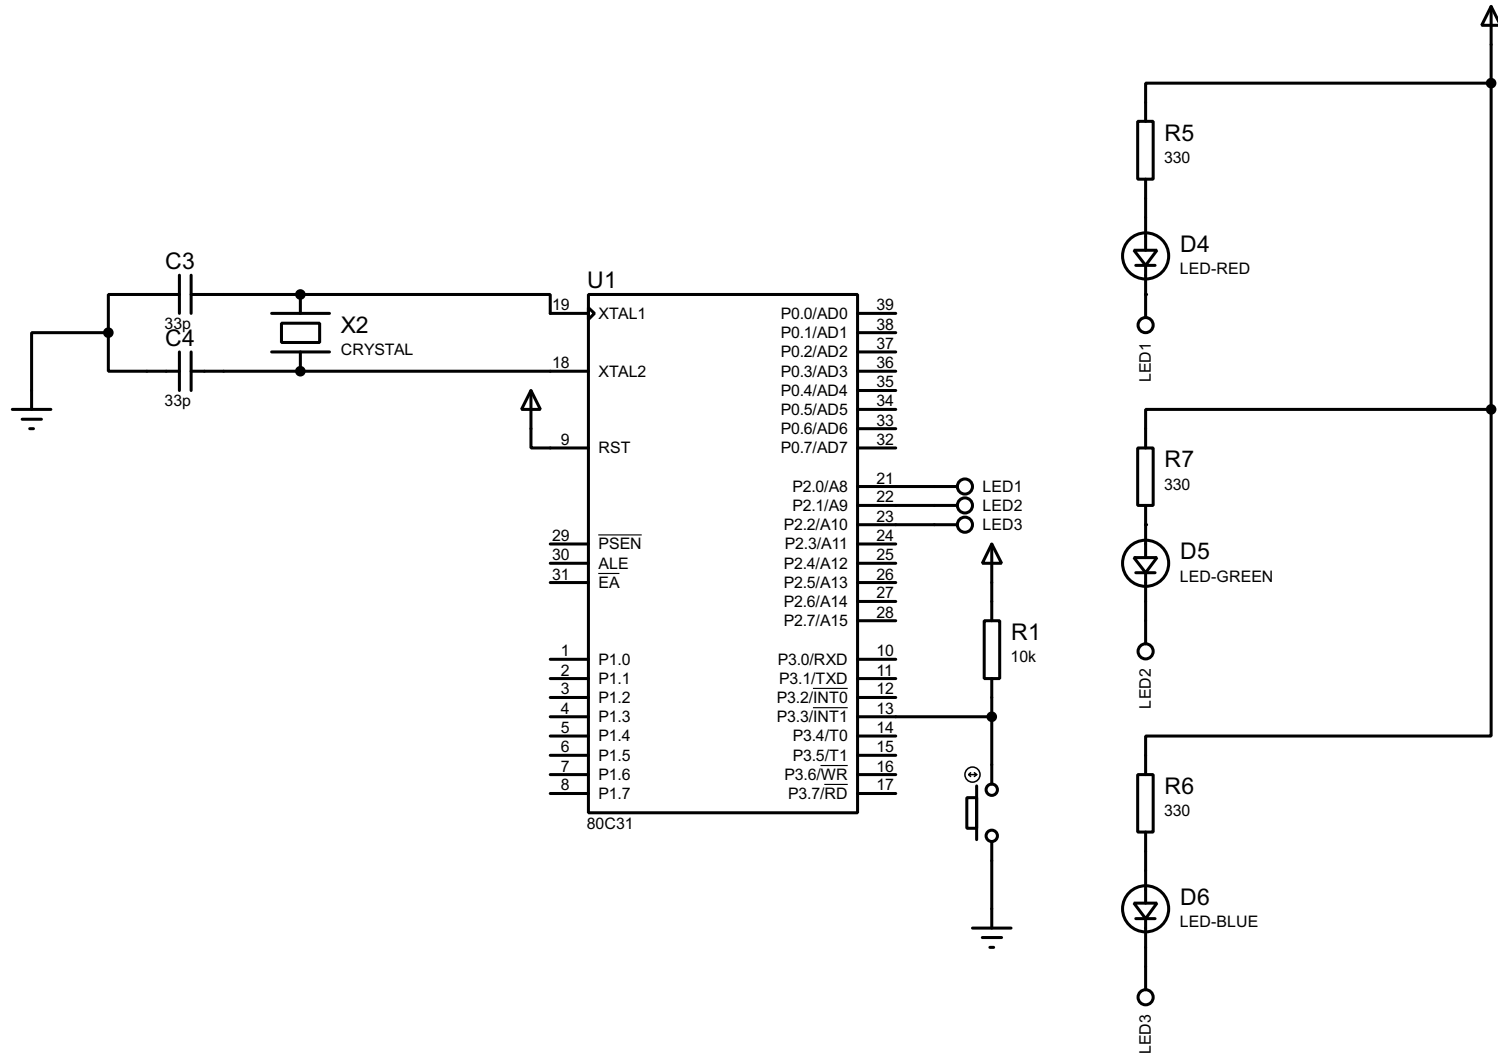 R5
330
D4
LED-RED
LED1
C3
33p
C4
33p
X2
CRYSTAL
U1
19 XTAL1
18 XTAL2
9 RST
29 PSEN
30 ALE
31 EA
1 P1.0
2 P1.1
3 P1.2
4 P1.3
5 P1.4
6 P1.5
7 P1.6
8 P1.7
P0.0/AD0 39
P0.1/AD1 38
P0.2/AD2 37
P0.3/AD3 36
P0.4/AD4 35
P0.5/AD5 34
P0.6/AD6 33
P0.7/AD7 32
P2.0/A8 21 LED1
P2.1/A9 22 LED2
P2.2/A10 23 LED3
P2.3/A11 24
P2.4/A12 25
P2.5/A13 26
P2.6/A14 27
P2.7/A15 28
P3.0/RXD 10
P3.1/TXD 11
P3.2/INT0 12
P3.3/INT1 13
P3.4/T0 14
P3.5/T1 15
P3.6/WR 16
P3.7/RD 17
80C31
R1
10k
R7
330
D5
LED-GREEN
LED2
R6
330
D6
LED-BLUE
LED3